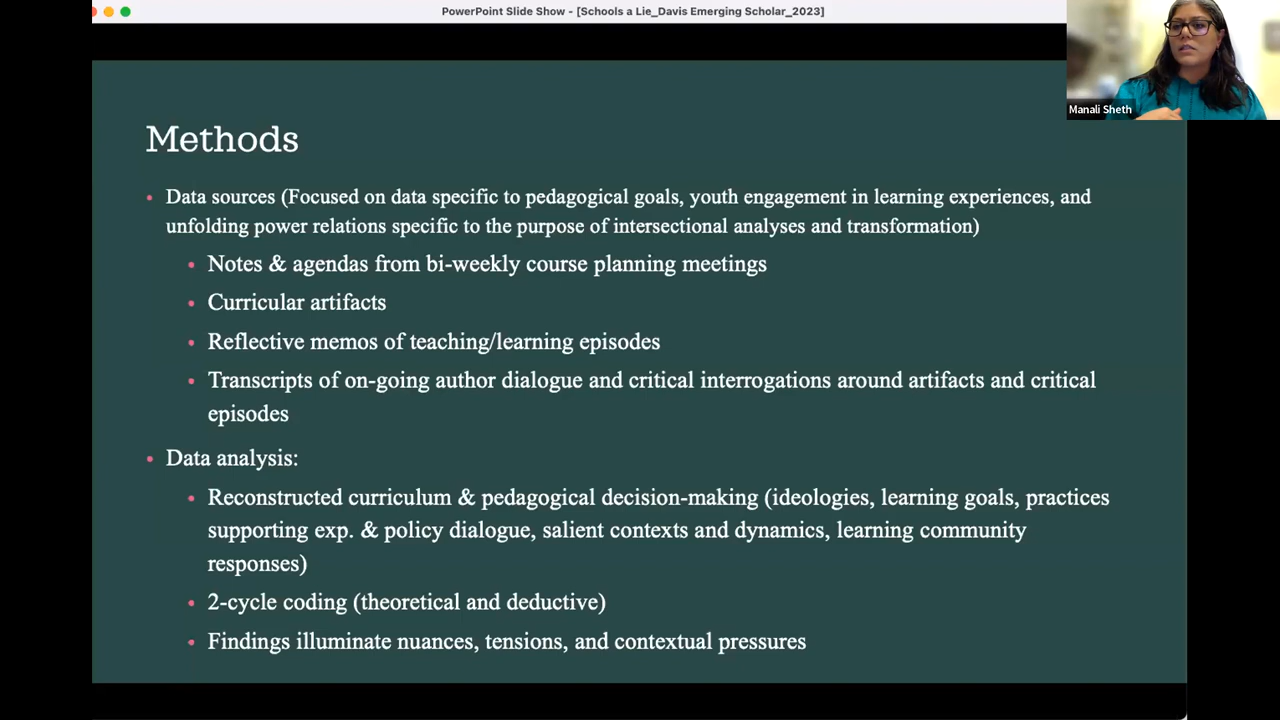 PowerPoint Slide Show - [Schools a Lie_Davis Emerging Scholar_2023]
Manali Sheth
Methods
• Data sources (Focused on data specific to pedagogical goals, youth engagement in learning experiences, and
unfolding power relations specific to the purpose of intersectional analyses and transformation)
• Notes & agendas from bi-weekly course planning meetings
• Curricular artifacts
• Reflective memos of teaching/learning episodes
• Transcripts of on-going author dialogue and critical interrogations around artifacts and critical
episodes
• Data analysis:
• Reconstructed curriculum & pedagogical decision-making (ideologies, learning goals, practices
supporting exp. & policy dialogue, salient contexts and dynamics, learning community
responses)
• 2-cycle coding (theoretical and deductive)
• Findings illuminate nuances, tensions, and contextual pressures